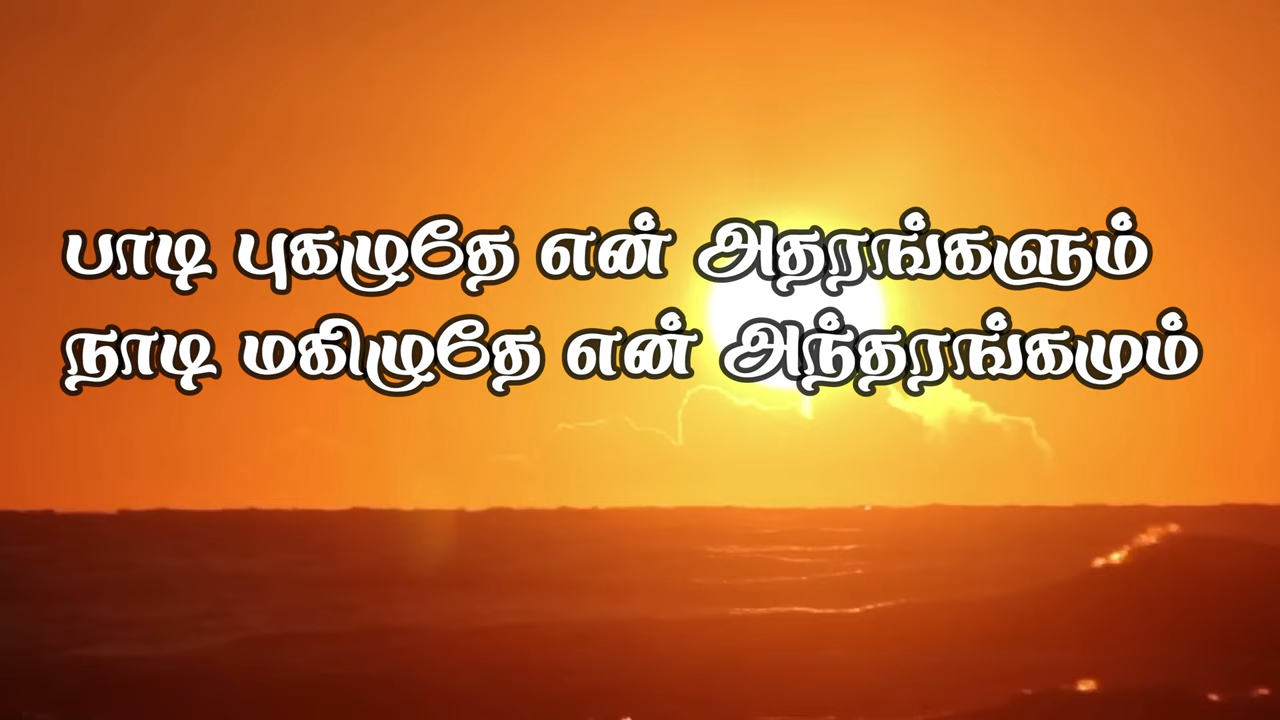 பாடி புகழுதே என் அதரங்களும்
நாடி மகிழுதே என் அந்தரங்கமும்